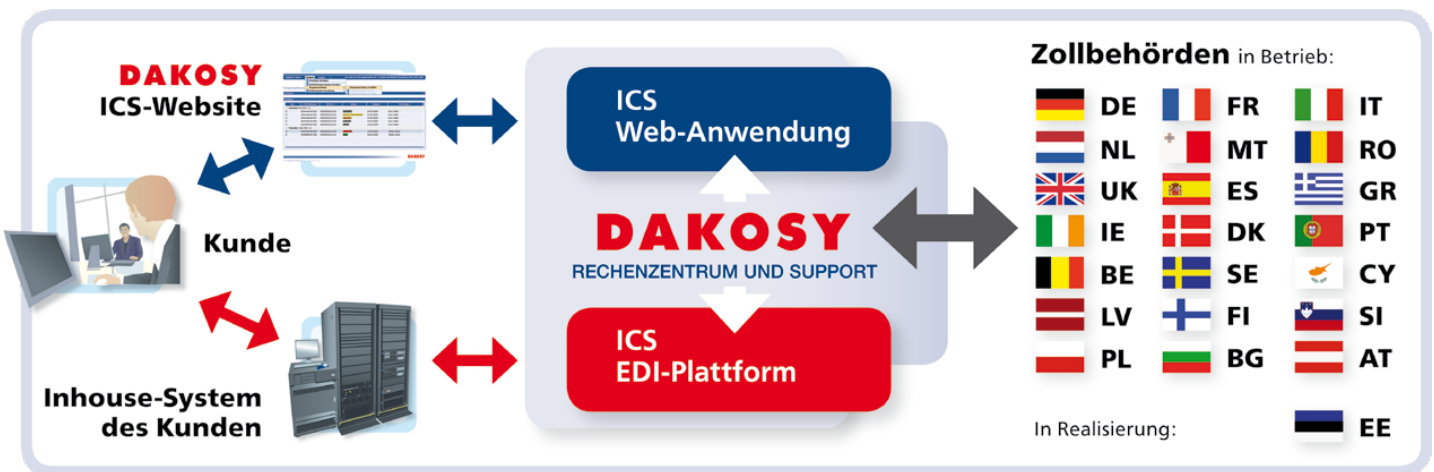 DAKOSY
ICS-Website
Kunde
Inhouse-System
des Kunden
ICS
Web-Anwendung
DAKOSY
RECHENZENTRUM UND SUPPORT
ICS
EDI-Plattform
Zollbehörden in Betrieb:
DE FR IT
NL MT RO
UK ES GR
IE DK PT
BE SE CY
LV FI SI
PL BG AT
In Realisierung: EE